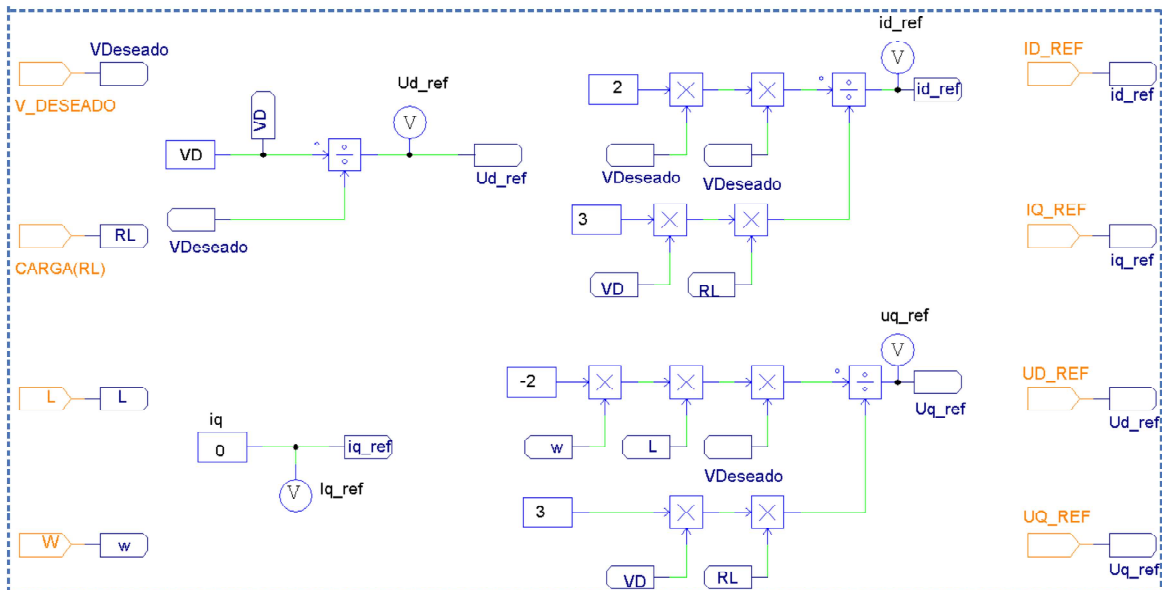 VDeseado
V_DESEADO
RL
CARGA(RL)
L
L
W
w
VD
VD
VDeseado
V
Ud_ref
Ud_ref
iq
0
V
Iq_ref
iq_ref
2
VDeseado
VDeseado
3
VD
RL
id_ref
V
id_ref
-2
w
L
VDeseado
3
VD
RL
uq_ref
V
Uq_ref
ID_REF
id_ref
IQ_REF
iq_ref
UD_REF
Ud_ref
UQ_REF
Uq_ref